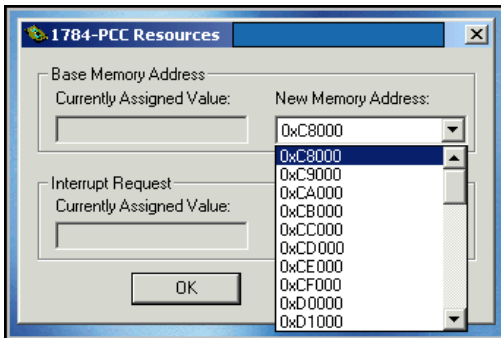 1784-PCC Resources
Base Memory Address
Currently Assigned Value:
New Memory Address:
0xC8000
0xC8000
0xC9000
0xCA000
0xCB000
0xCC000
0xCD000
0xCE000
0xCF000
0xD0000
0xD1000
Interrupt Request
Currently Assigned Value:
OK